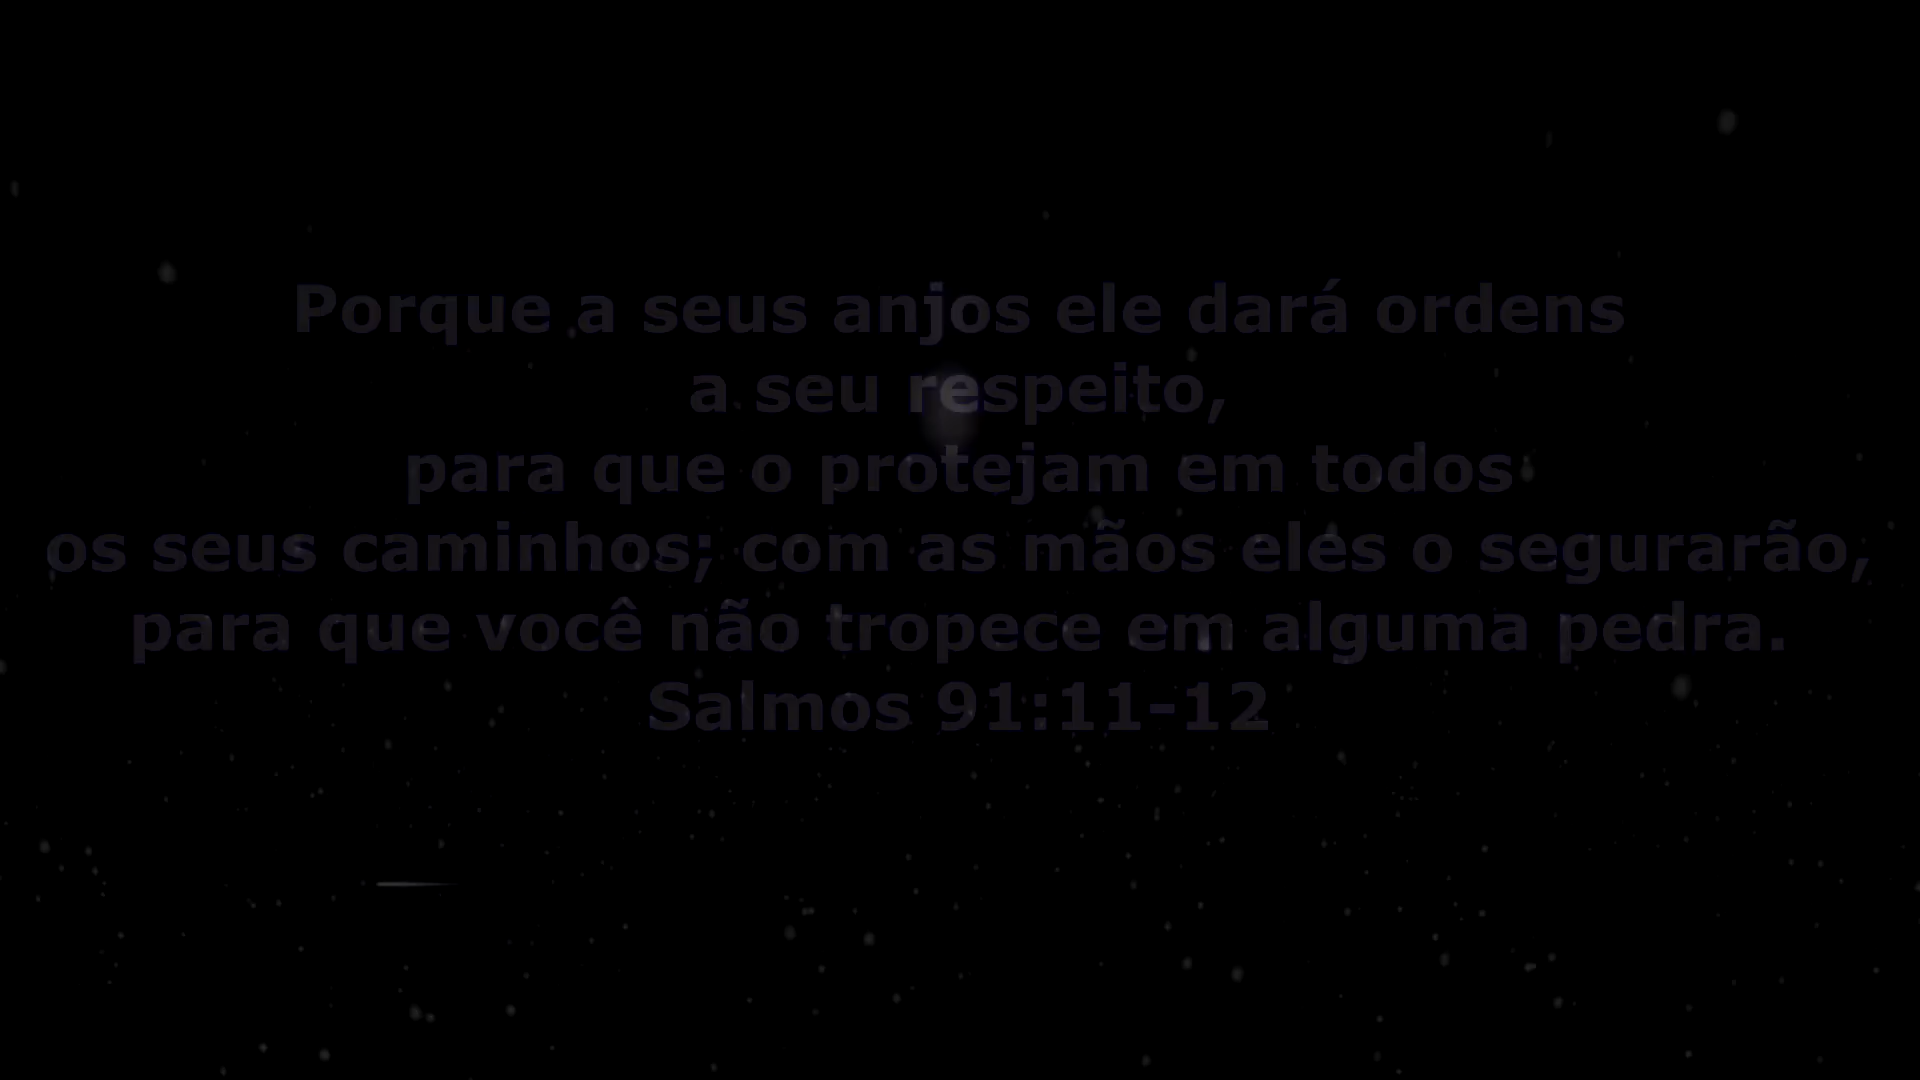 Porque a seus anjos ele dará ordens
a seu respeito,
para que o protejam em todos
os seus caminhos; com as mãos eles o segurarão,
para que você não tropece em alguma pedra.
Salmos 91:11-12